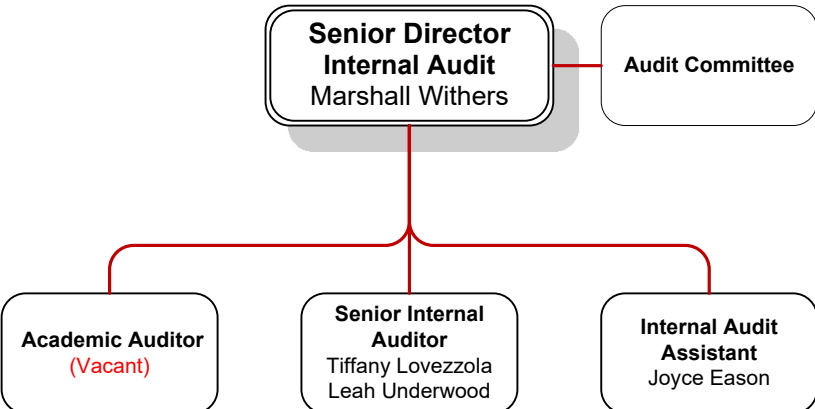 Senior Director
Internal Audit
Marshall Withers
Audit Committee
Academic Auditor
(Vacant)
Senior Internal
Auditor
Tiffany Lovezzola
Leah Underwood
Internal Audit
Assistant
Joyce Eason